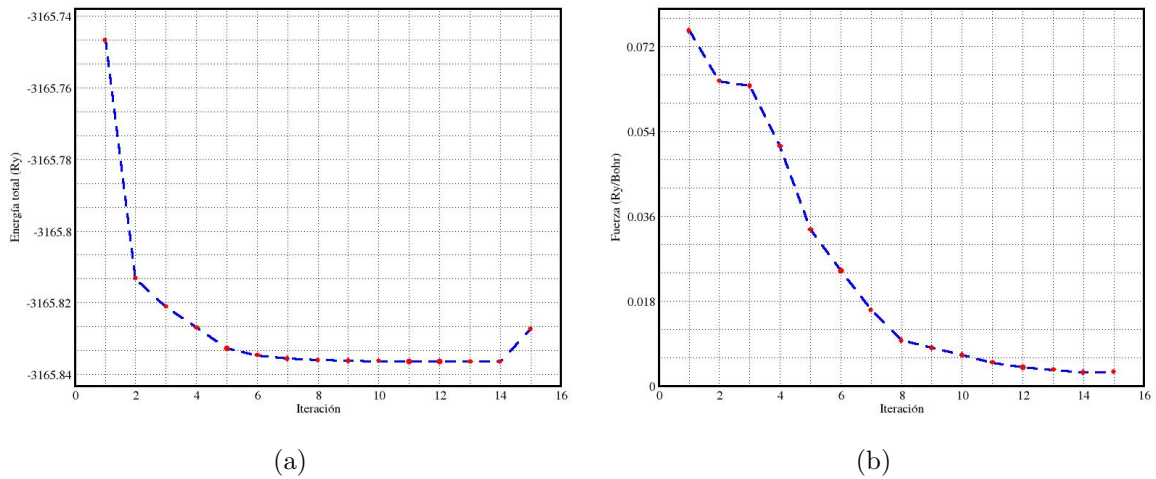 -3165.74
-3165.76
-3165.78
-3165.8
-3165.82
-3165.84
Energía total (Ry)
0 2 4 6 8 10 12 14 16
Iteración
(a)
0.072
0.054
0.036
0.018
0
Fuerza (Ry/Bohr)
0 2 4 6 8 10 12 14 16
Iteración
(b)